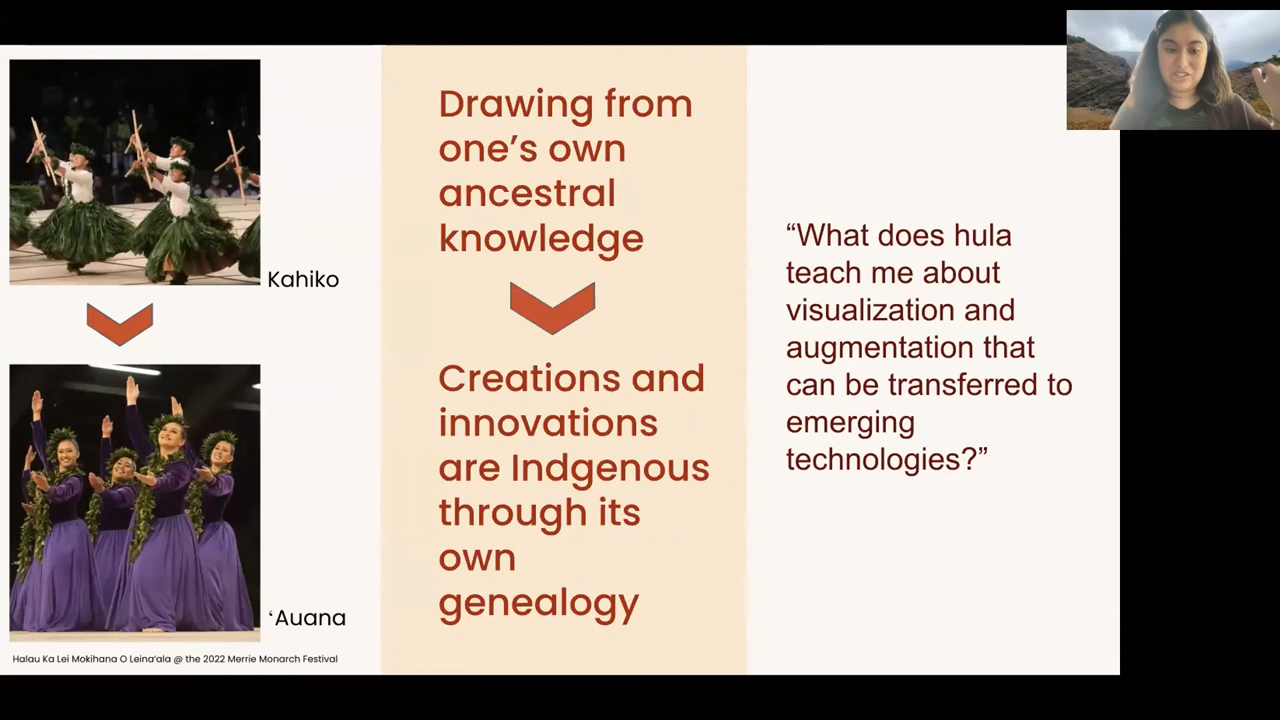 Kahiko
ʻAuana
Halau Ka Lei Mokihana O Leina'ala @ the 2022 Merrie Monarch Festival
Drawing from
one's own
ancestral
knowledge
Creations and
innovations
are Indgenous
through its
own
genealogy
“What does hula
teach me about
visualization and
augmentation that
can be transferred to
emerging
technologies?”